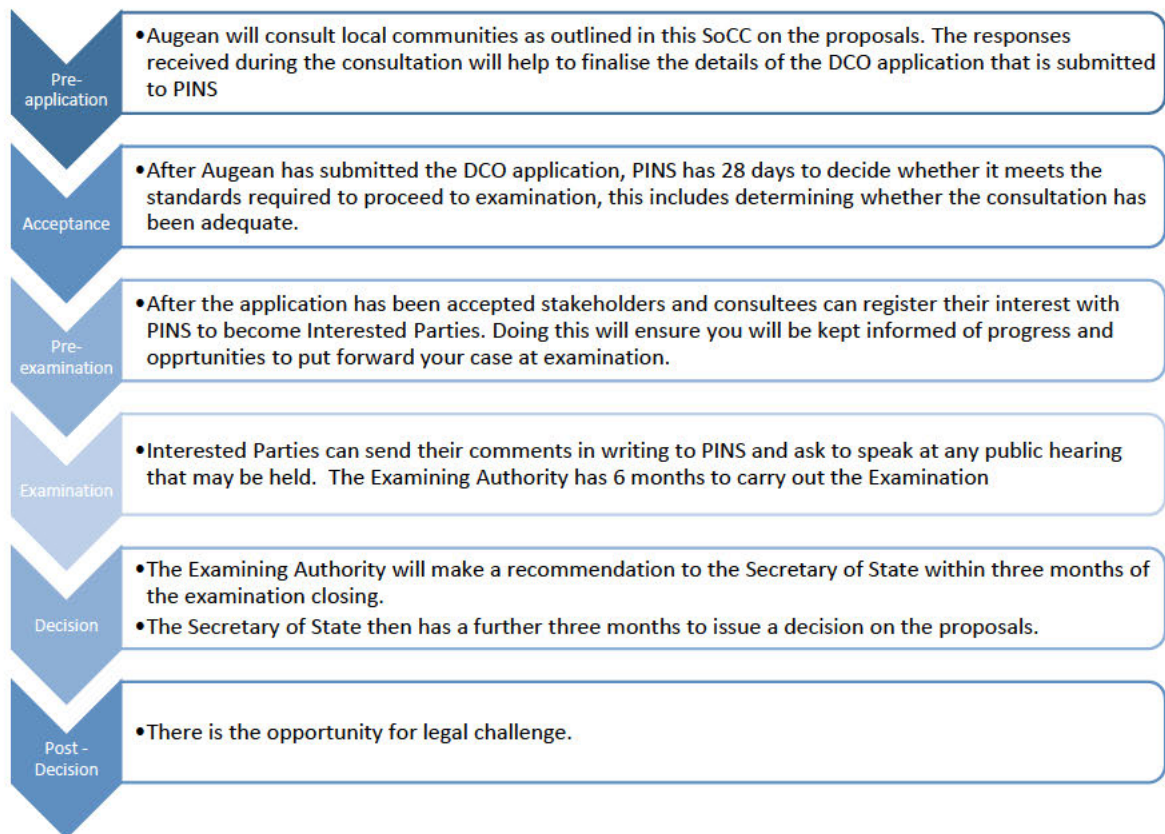 Pre-
application
•Augean will consult local communities as outlined in this SoCC on the proposals. The responses
received during the consultation will help to finalise the details of the DCO application that is submitted
to PINS
Acceptance
•After Augean has submitted the DCO application, PINS has 28 days to decide whether it meets the
standards required to proceed to examination, this includes determining whether the consultation has
been adequate.
Pre-
examination
•After the application has been accepted stakeholders and consultees can register their interest with
PINS to become Interested Parties. Doing this will ensure you will be kept informed of progress and
opprtunities to put forward your case at examination.
Examination
•Interested Parties can send their comments in writing to PINS and ask to speak at any public hearing
that may be held.  The Examining Authority has 6 months to carry out the Examination
Decision
•The Examining Authority will make a recommendation to the Secretary of State within three months of
the examination closing.
•The Secretary of State then has a further three months to issue a decision on the proposals.
Post -
Decision
•There is the opportunity for legal challenge.